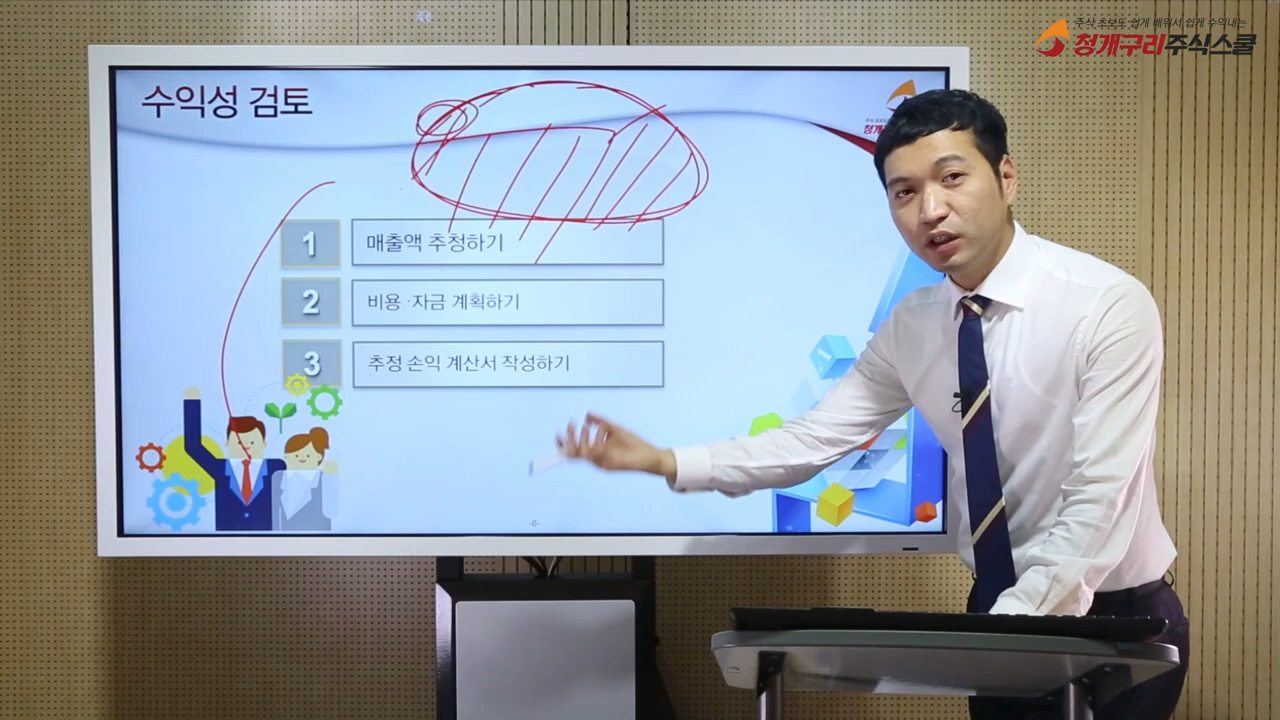 주식 초보도 쉽게 배워서 쉽게 수익내는
청개구리주식스쿨
수익성 검토
1 매출액 추청하기
2 비용·자금 계획하기
3 추정 손익 계산서 작성하기
-6-